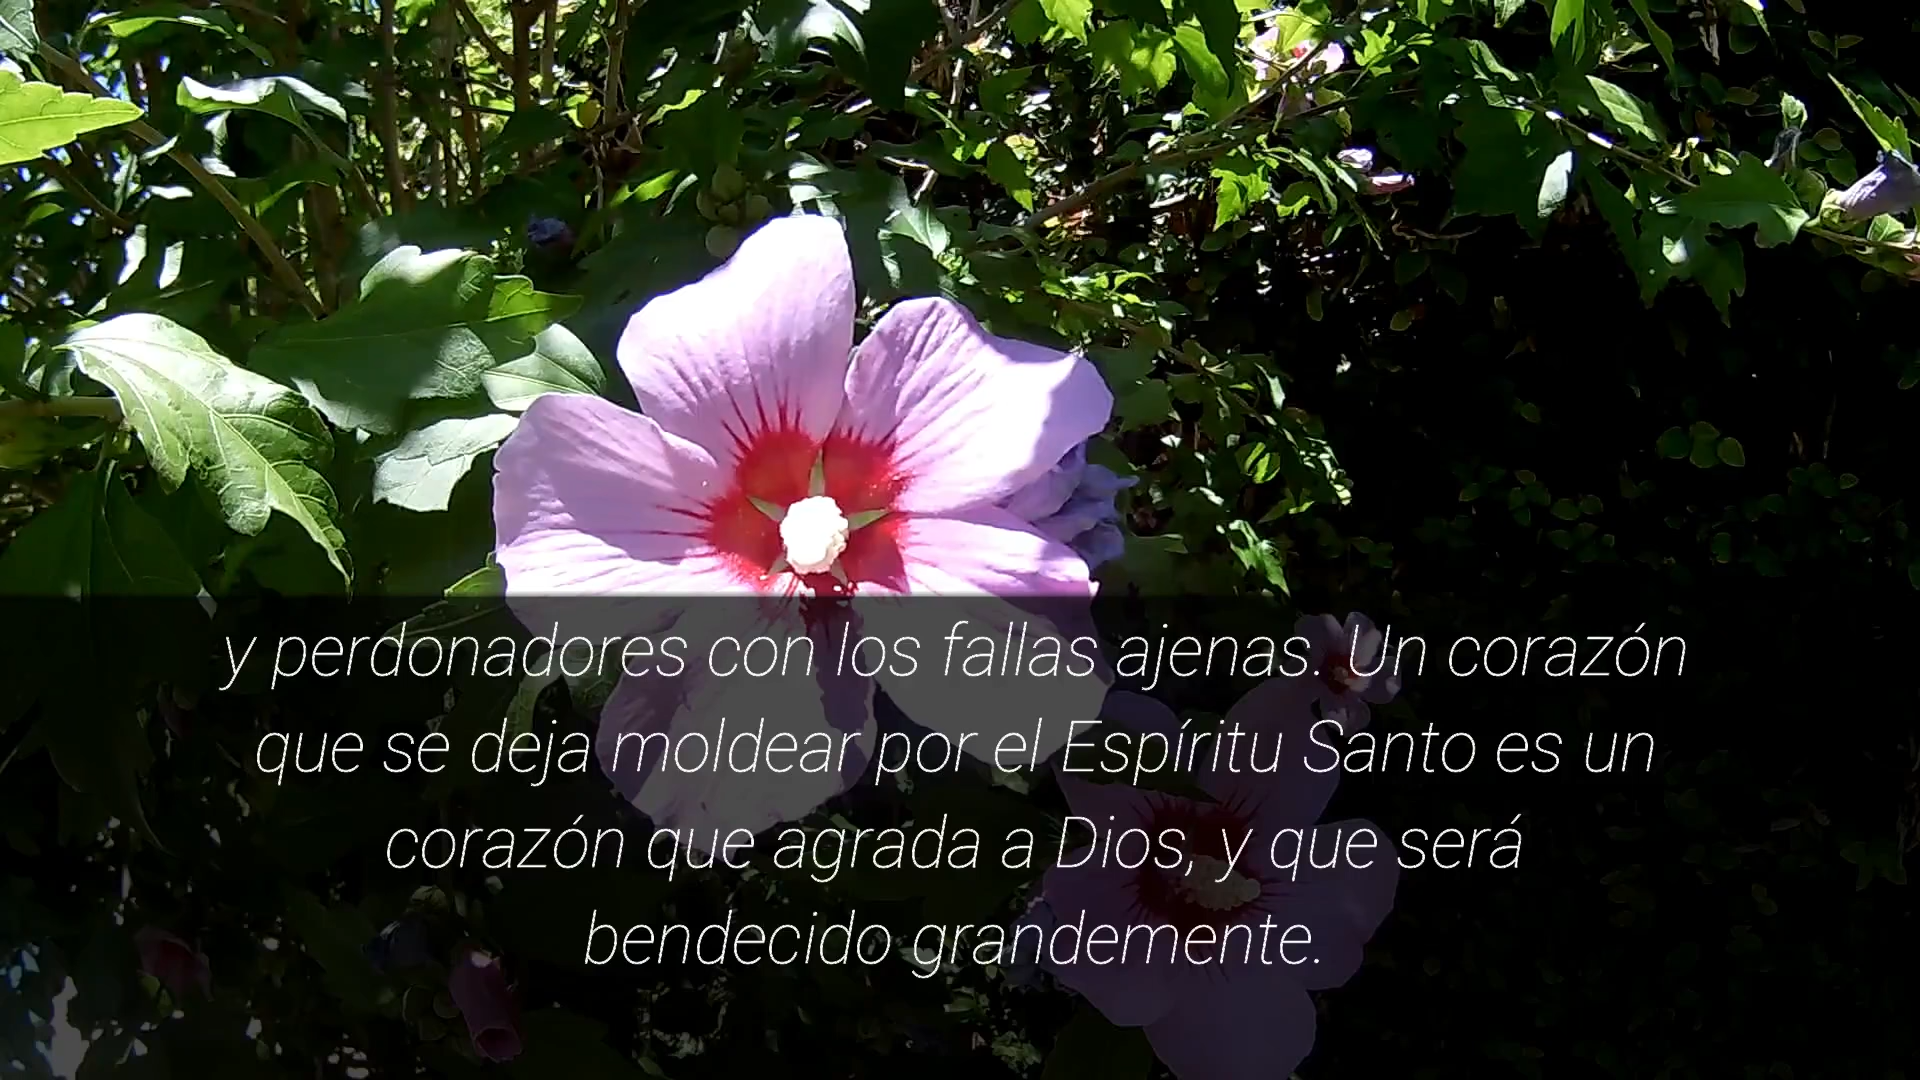 y perdonadores con los fallas ajenas. Un corazón
que se deja moldear por el Espíritu Santo es un
corazón que agrada a Dios, y que será
bendecido grandemente.